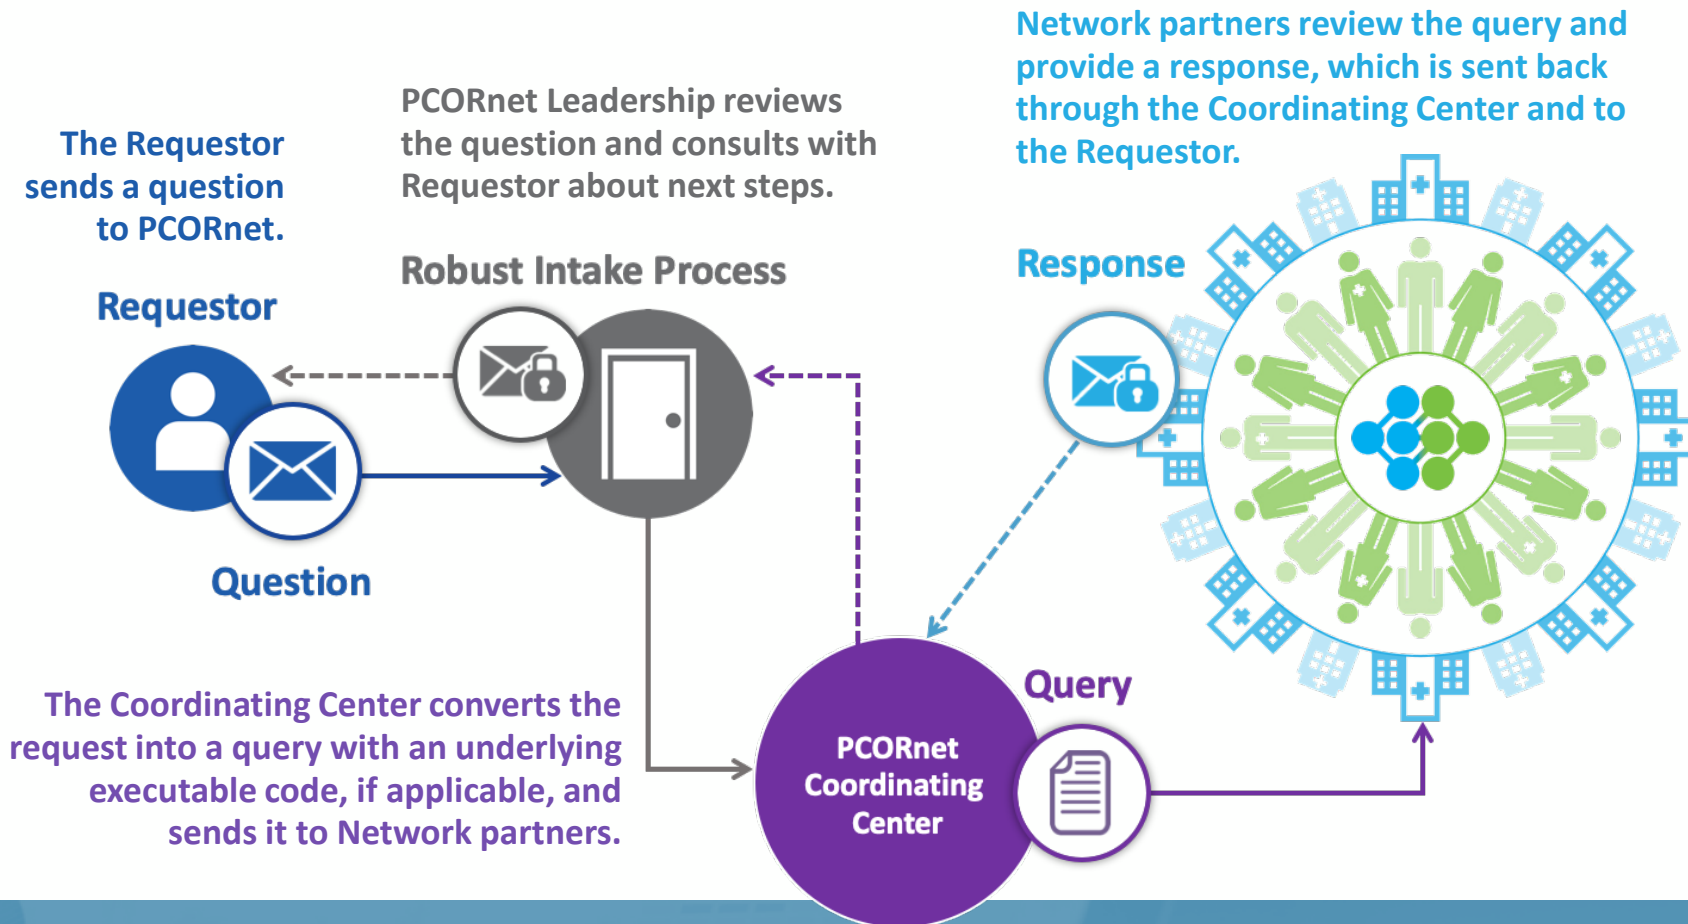 The Requestor
sends a question
to PCORnet.
Requestor
Question
PCORnet Leadership reviews
the question and consults with
Requestor about next steps.
Robust Intake Process
The Coordinating Center converts the
request into a query with an underlying
executable code, if applicable, and
sends it to Network partners.
PCORnet
Coordinating
Center
Query
Network partners review the query and
provide a response, which is sent back
through the Coordinating Center and to
the Requestor.
Response